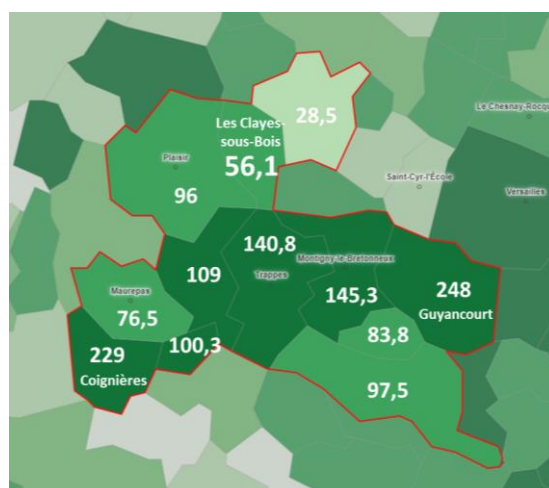 28,5
Le Chesnay-Rocq
Les Clayes-
sous-Bois
56,1
Plaisir
96
Saint-Cyr-l'École
Versailles
140,8
Montigny-le-Bretonneux
109
Trappes
145,3
248
Guyancourt
Maurepas
76,5
83,8
100,3
229
Coignières
97,5